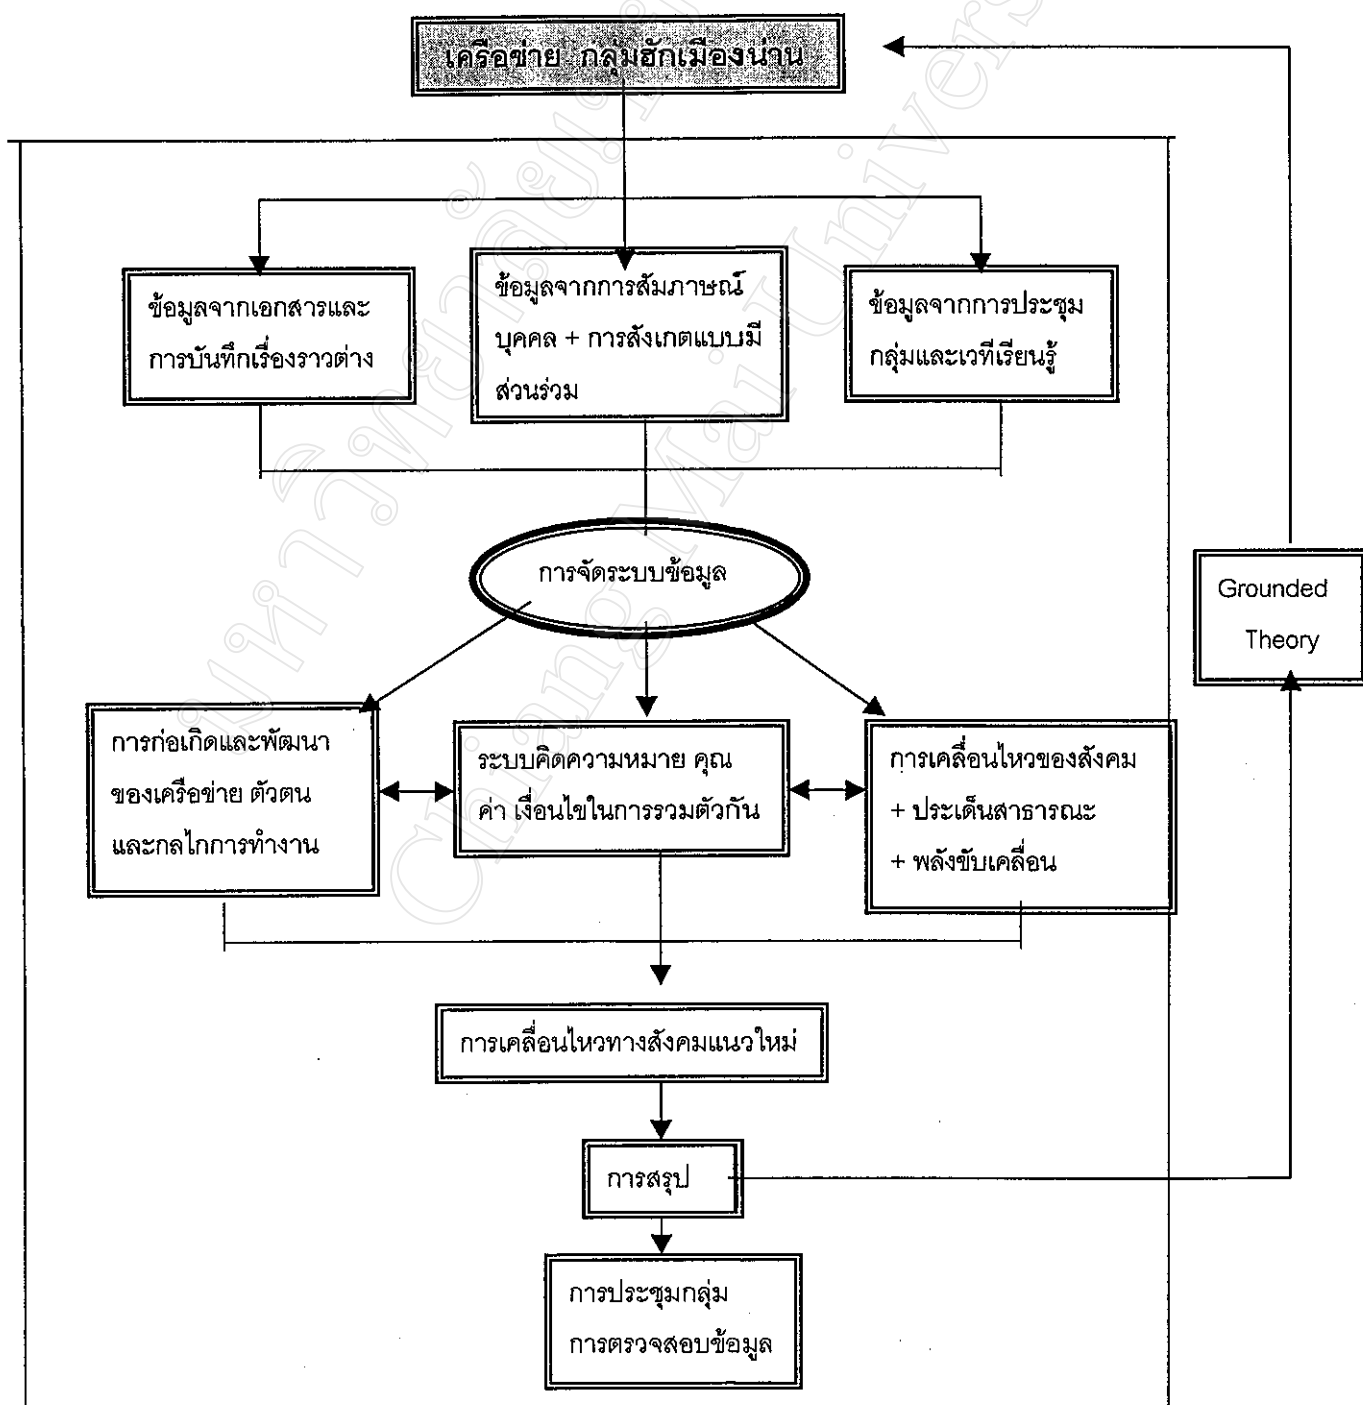 เครือข่าย กลุ่มฮักเมืองน่าน
ข้อมูลจากเอกสารและ
การบันทึกเรื่องราวต่าง
ข้อมูลจากการสัมภาษณ์
บุคคล + การสังเกตแบบมี
ส่วนร่วม
ข้อมูลจากการประชุม
กลุ่มและเวทีเรียนรู้
การจัดระบบข้อมูล
Grounded
Theory
การก่อเกิดและพัฒนา
ของเครือข่าย ตัวตน
และกลไกการทำงาน
ระบบคิดความหมาย คุณ
ค่า เงื่อนไขในการรวมตัวกัน
การเคลื่อนไหวของสังคม
+ ประเด็นสาธารณะ
+ พลังขับเคลื่อน
การเคลื่อนไหวทางสังคมแนวใหม่
การสรุป
การประชุมกลุ่ม
การตรวจสอบข้อมูล
Chiang Mai Univers